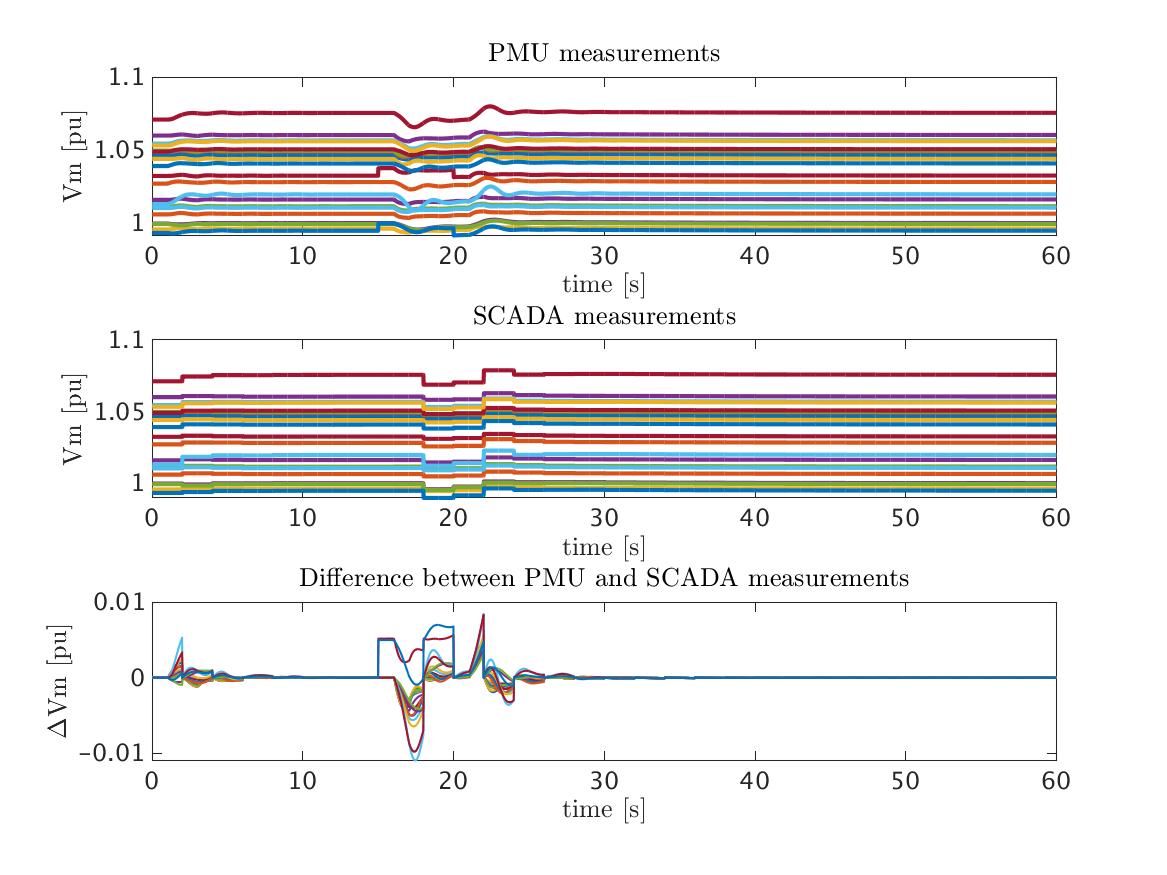 PMU measurements
1.1
1.05
1
Vm [pu]
0 10 20 30 40 50 60
time [s]
SCADA measurements
1.1
1.05
1
Vm [pu]
0 10 20 30 40 50 60
time [s]
Difference between PMU and SCADA measurements
0.01
0
−0.01
ΔVm [pu]
0 10 20 30 40 50 60
time [s]